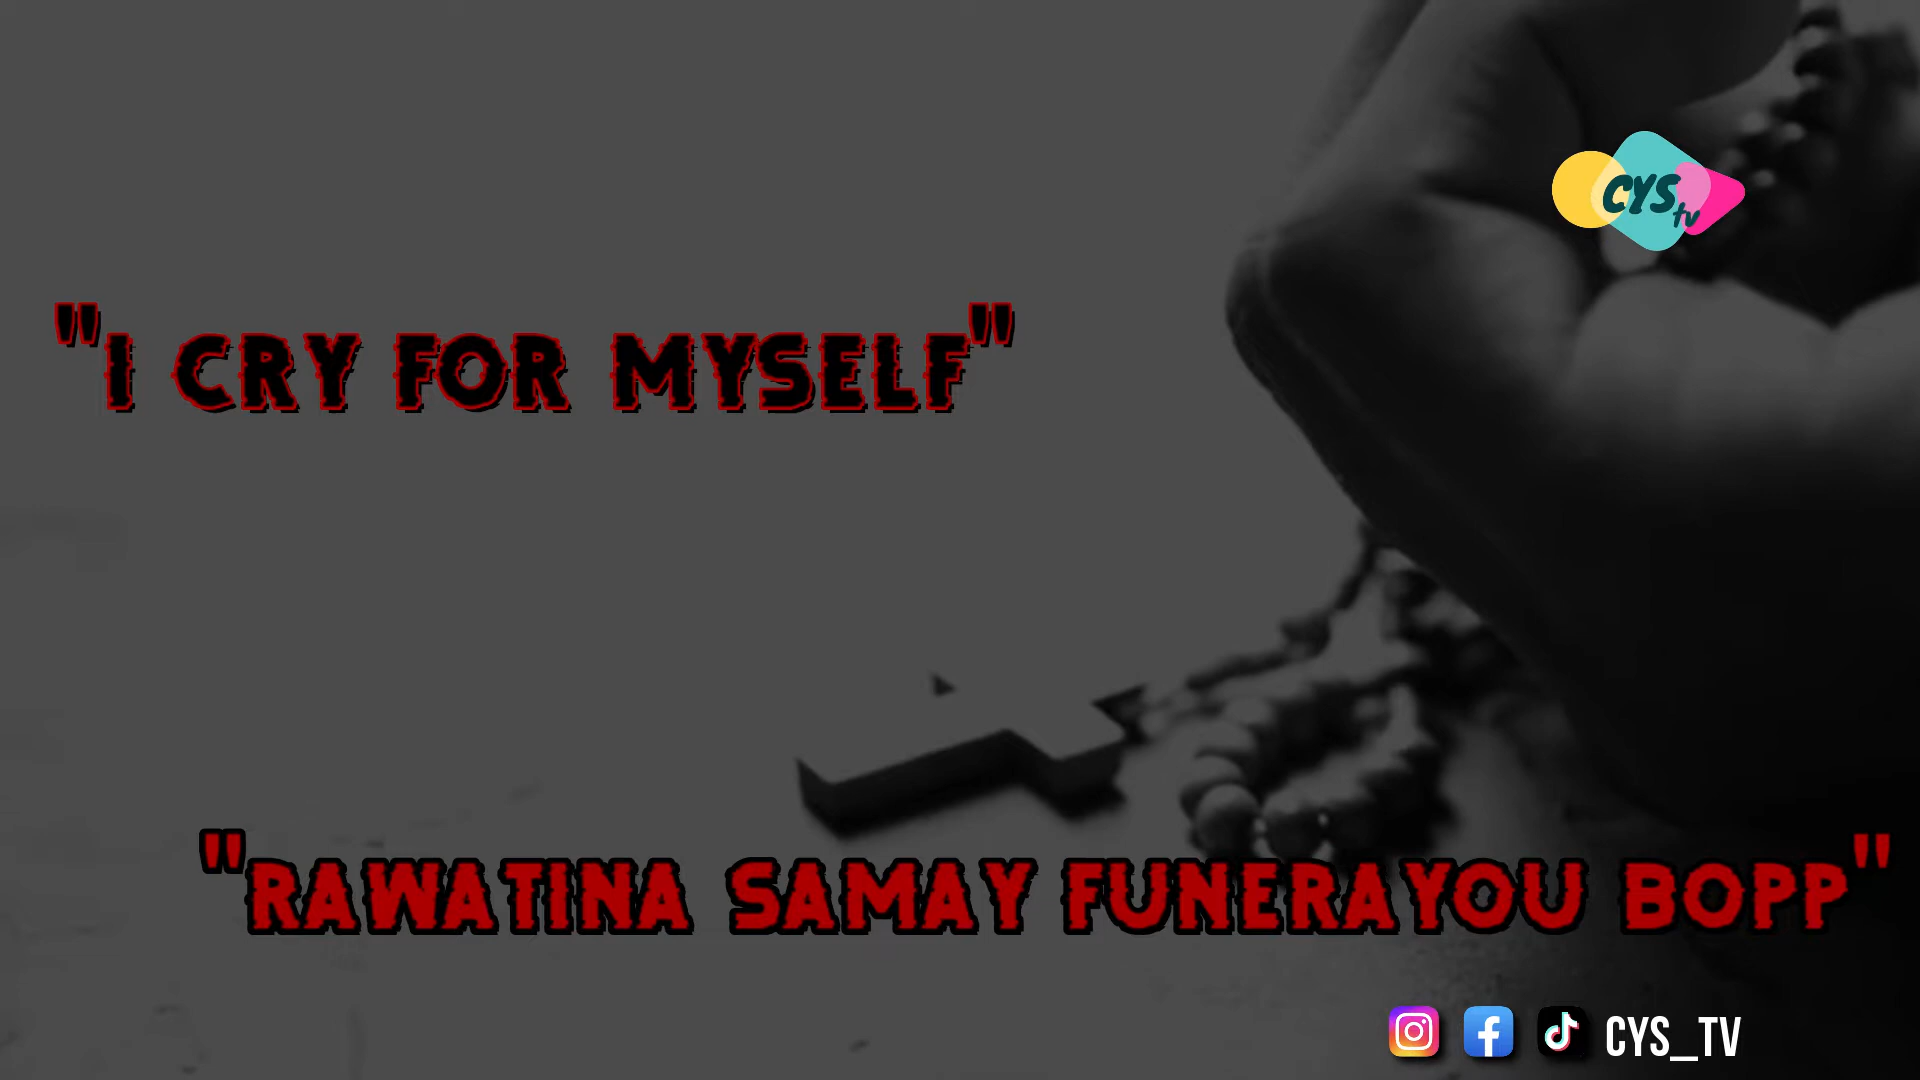 CYS
tv
"I CRY FOR MYSELF"
"RAWATINA SAMAY FUNERAYOU BOPP"
CYS_TV